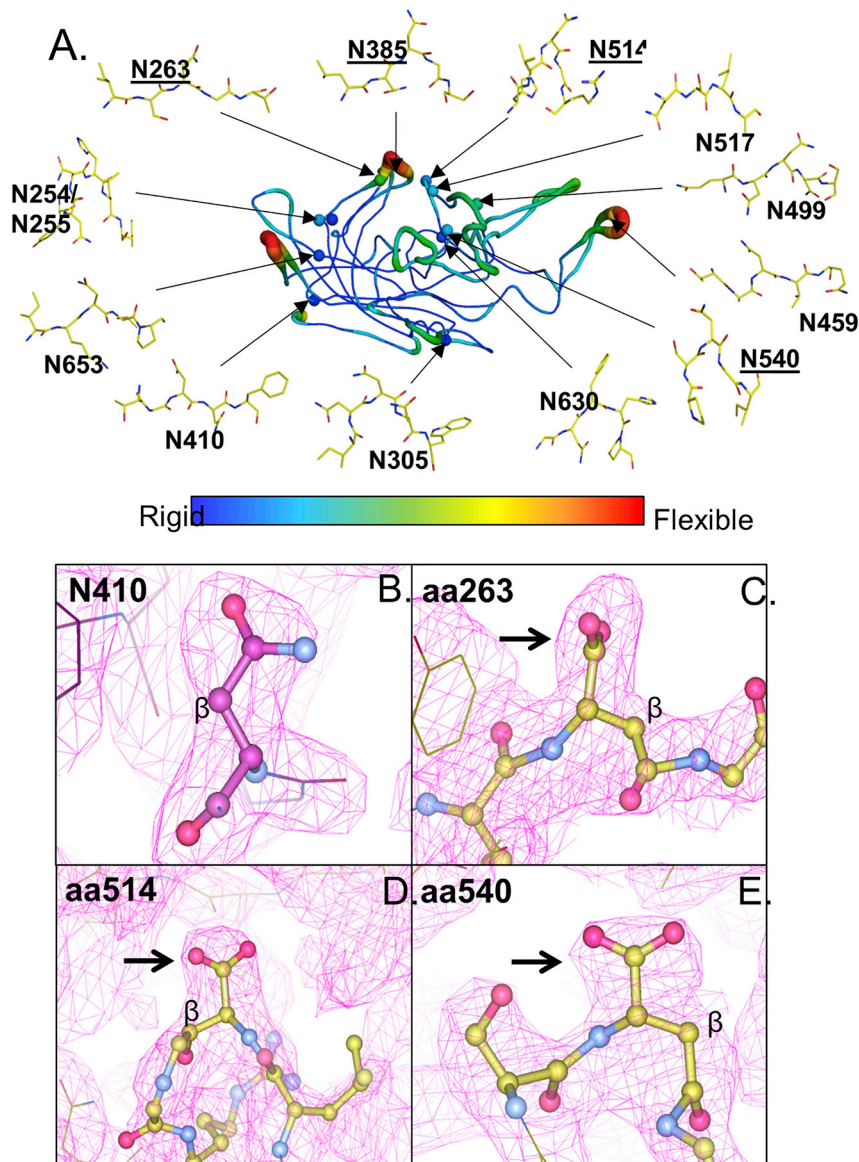 A.
N263
N385
N514
N517
N254/
N255
N499
N459
N653
N540
N410
N305
N630
Rigid
Flexible
N410
B.
aa263
C.
β
β
aa514
D.
aa540
E.
β
β